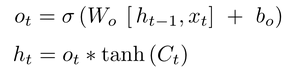 o_t = σ (W_o [ h_{t−1}, x_t ] + b_o)
h_t = o_t * tanh (C_t)